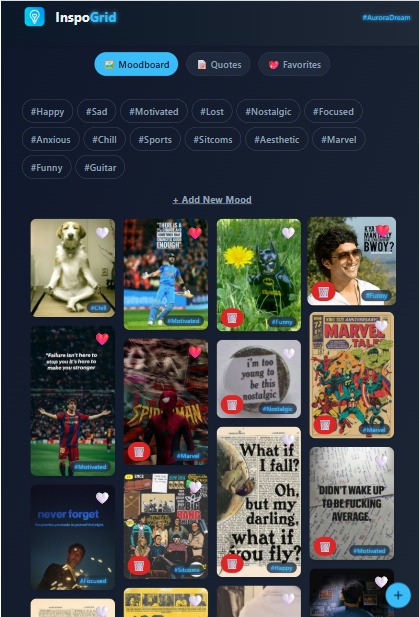 InspoGrid
#AuroraDream
Moodboard
Quotes
Favorites
#Happy
#Sad
#Motivated
#Lost
#Nostalgic
#Focused
#Anxious
#Chill
#Sports
#Sitcoms
#Aesthetic
#Marvel
#Funny
#Guitar
+ Add New Mood
#Chill
"THERE IS A
ENOUGH"
#Motivated
#Funny
KYA
BWOY?
#Funny
"Failure isn't here to
stop you it's here to
make you stronger
#Motivated
SPIDER-MAN
#Marvel
i'm too
young to
be this
nostalgic
#Nostalgic
MARVEL
TALES
#Marvel
never forget
#Focused
#Sitcoms
What if
I fall?
Oh,
but my
darling,
what if
you fly?
#Happy
DIDN'T WAKE UP
TO BE FUCKING
AVERAGE.
#Motivated
+